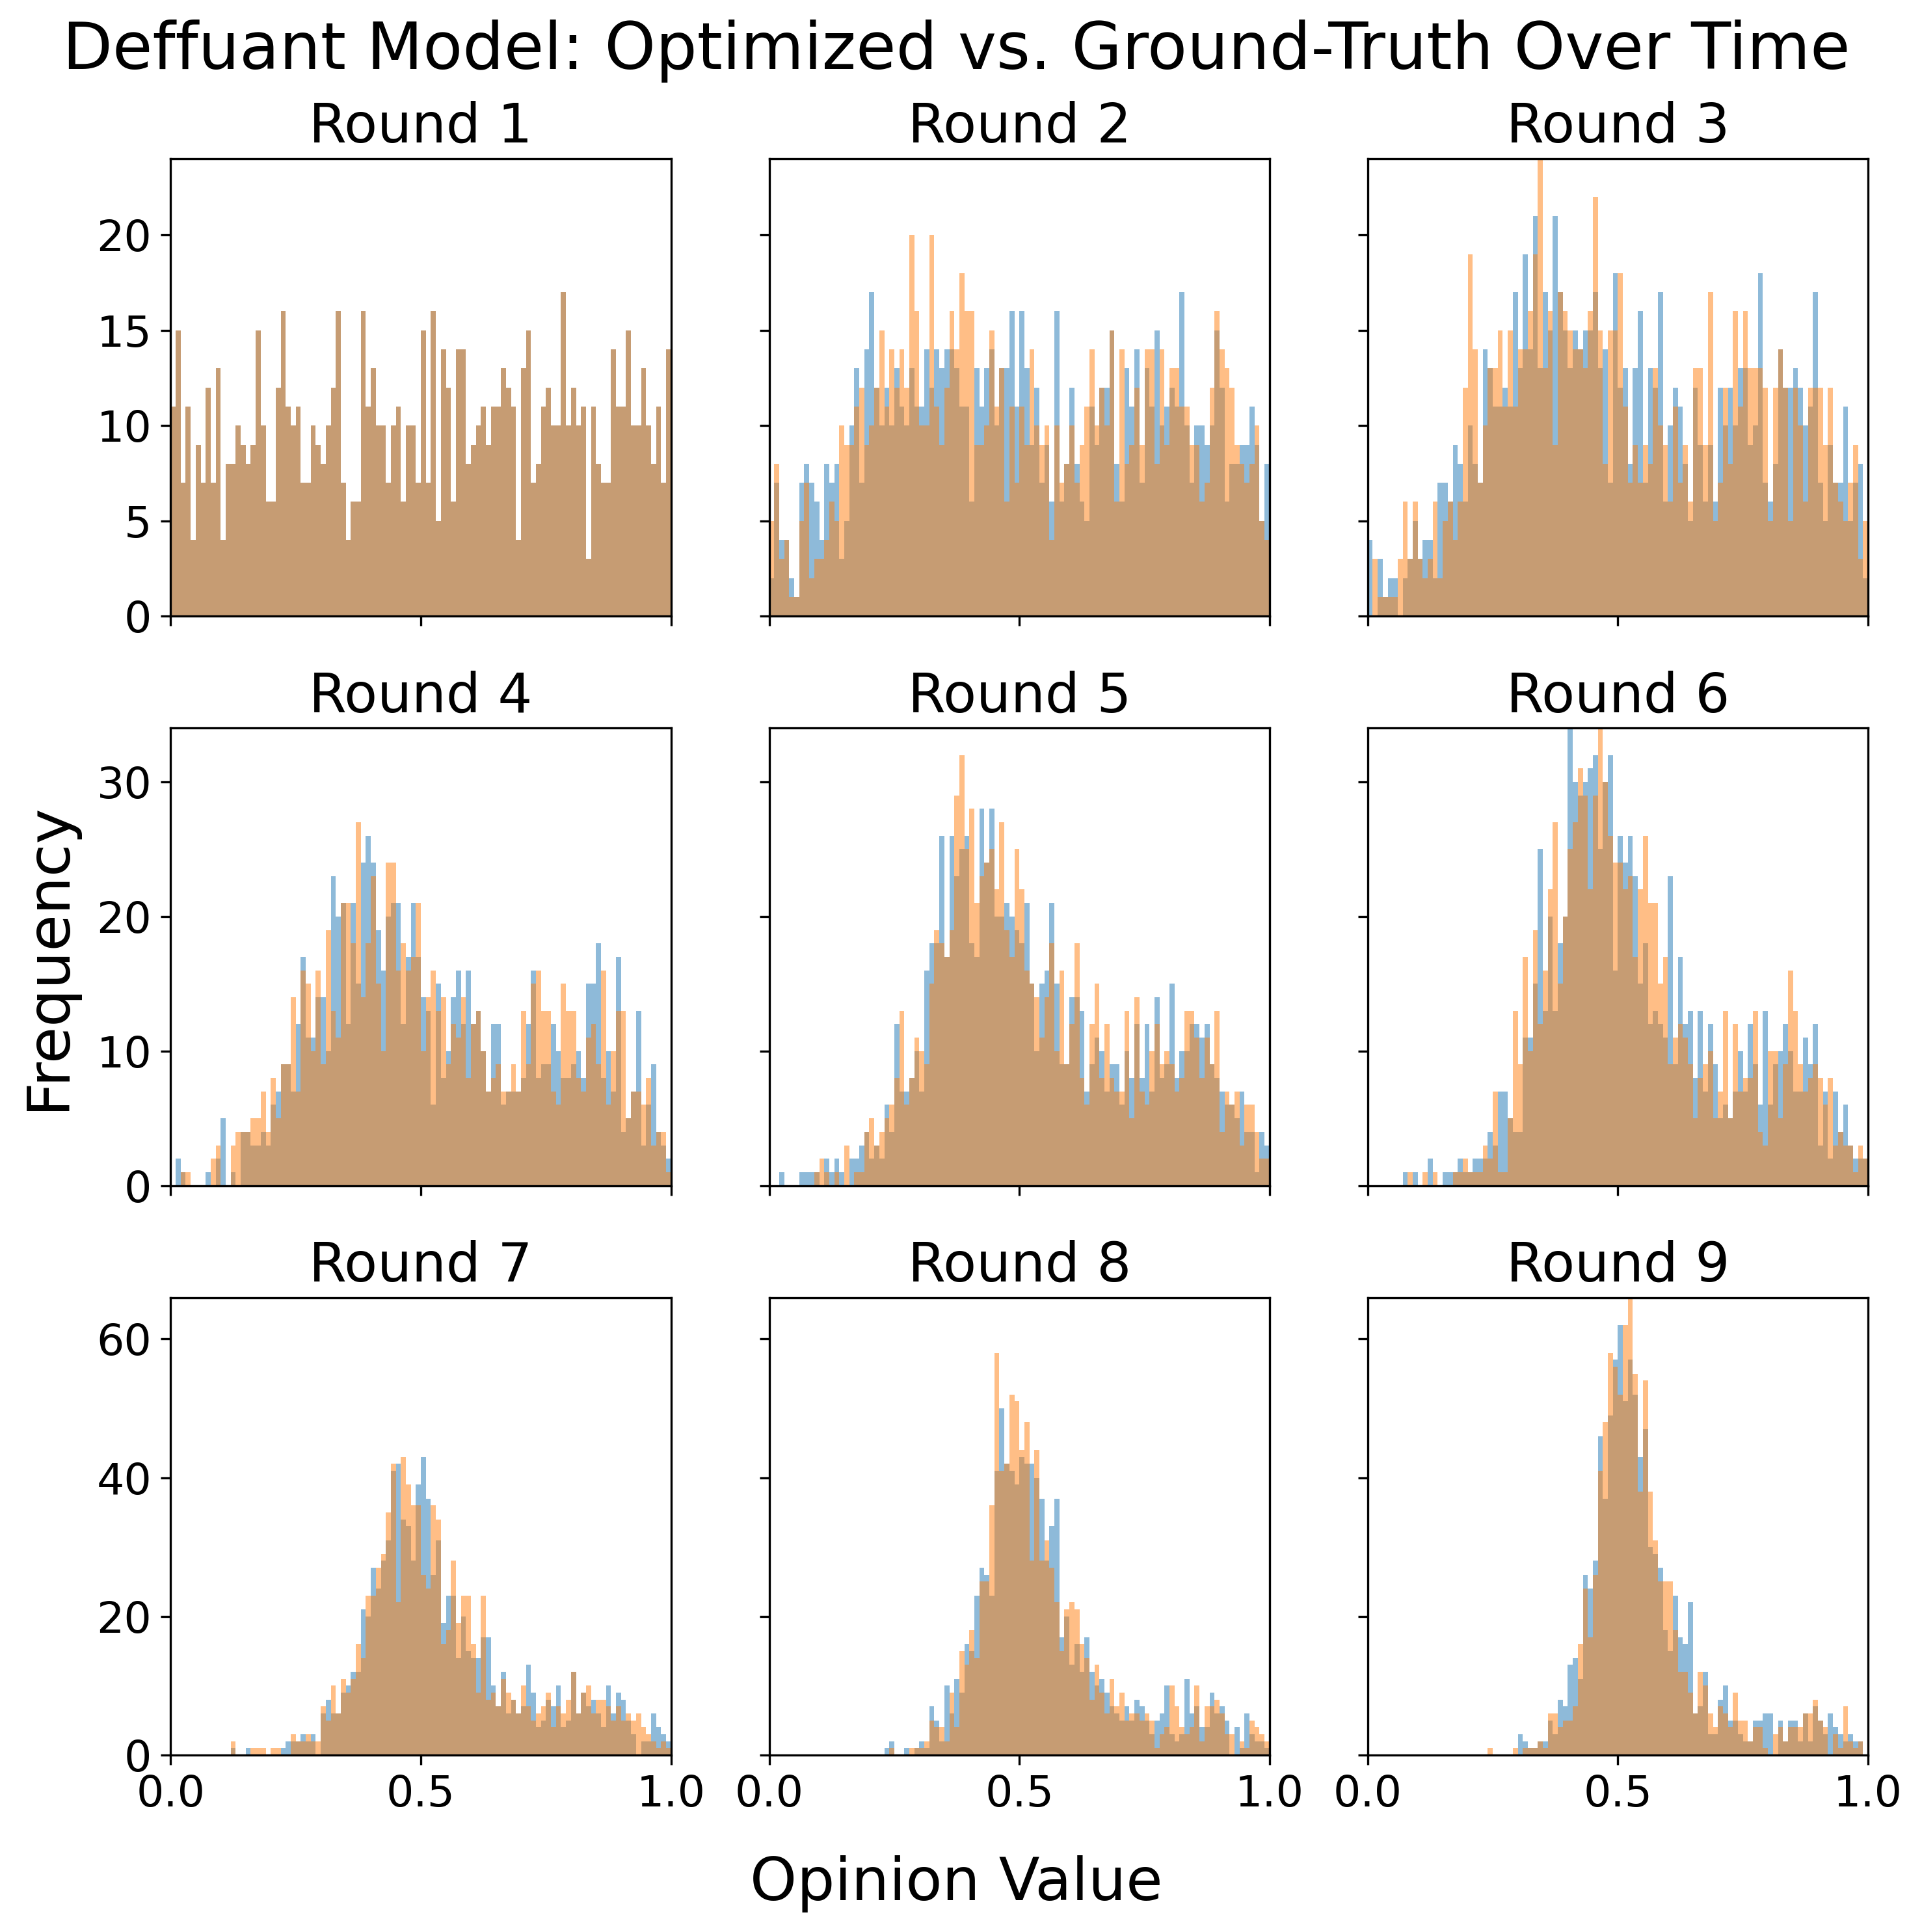 Deffuant Model: Optimized vs. Ground-Truth Over Time
Round 1
Round 2
Round 3
20
15
10
5
0
Round 4
Round 5
Round 6
30
20
10
0
Frequency
Round 7
Round 8
Round 9
60
40
20
0
0.0 0.5 1.0 0.0 0.5 1.0 0.0 0.5 1.0
Opinion Value